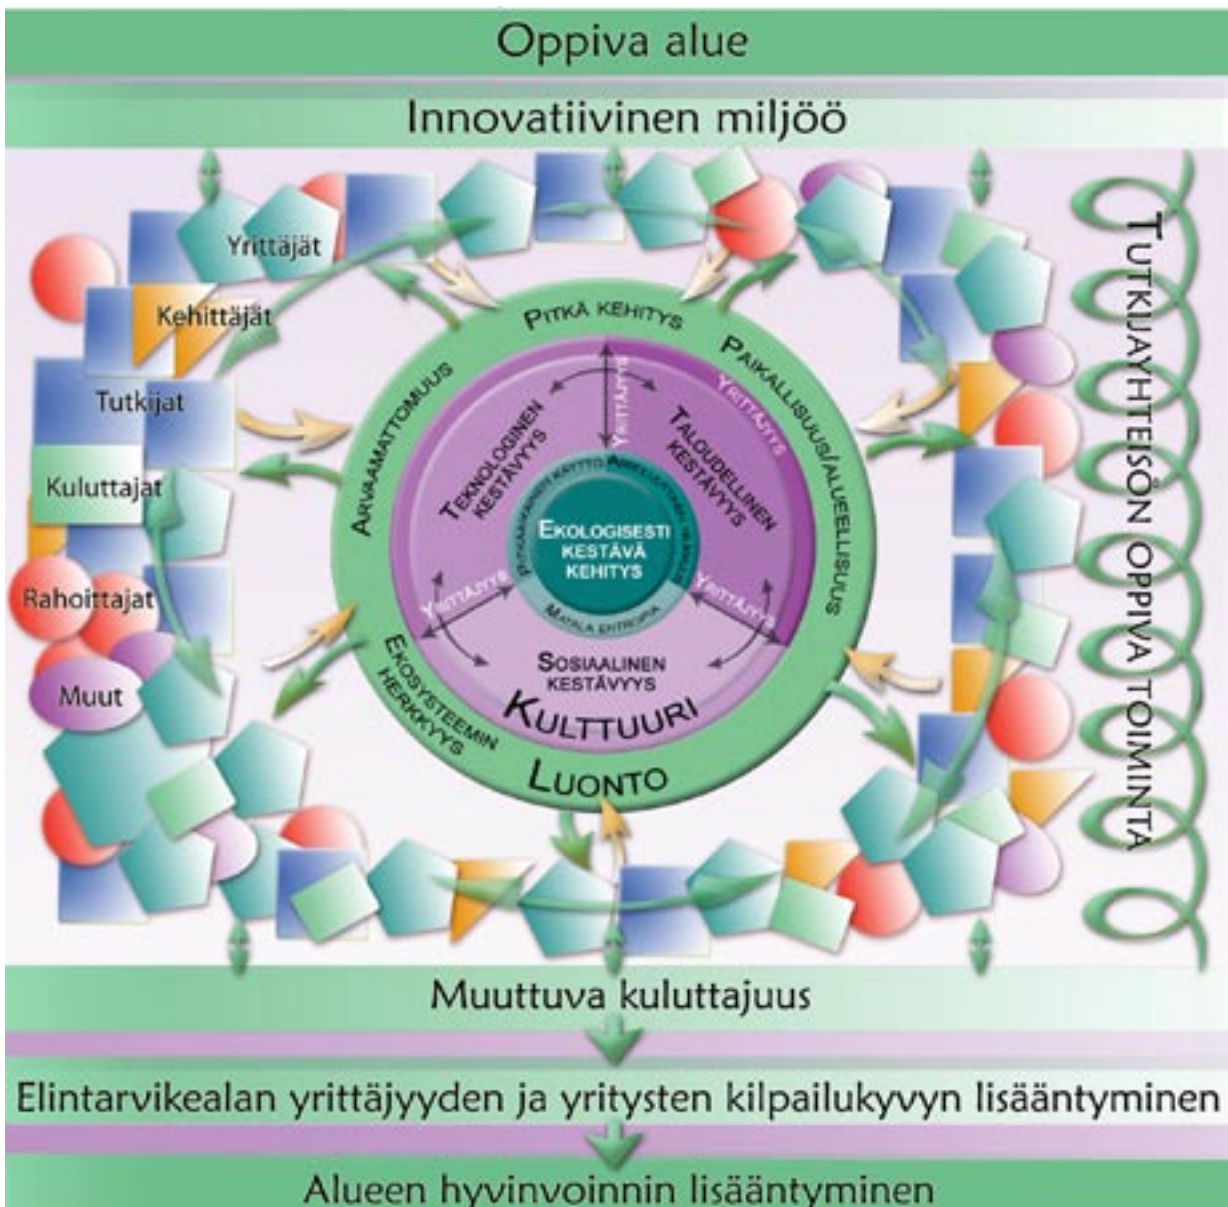 Oppiva alue
Innovatiivinen miljöö
Yrittäjät
Kehittäjät
Tutkijat
Kuluttajat
Rahoittajat
Muut
PITKÄ KEHITYS
PAIKALLISUUS/ALUEELLISUUS
ARVAAMATTOMUUS
EKOSYSTEEMIN
HERKKYYS
LUONTO
YRITTÄJYYS
YRITTÄJYYS
TEKNOLOGINEN
KESTÄVYYS
TALOUDELLINEN
KESTÄVYYS
YRITTÄJYYS
YRITTÄJYYS
SOSIAALINEN
KESTÄVYYS
KULTTUURI
MATALA ENTROPIA
EKOLOGISESTI
KESTÄVÄ
KEHITYS
TUTKIJAYHTEISÖN OPPIVA TOIMINTA
Muuttuva kuluttajuus
Elintarvikealan yrittäjyyden ja yritysten kilpailukyvyn lisääntyminen
Alueen hyvinvoinnin lisääntyminen